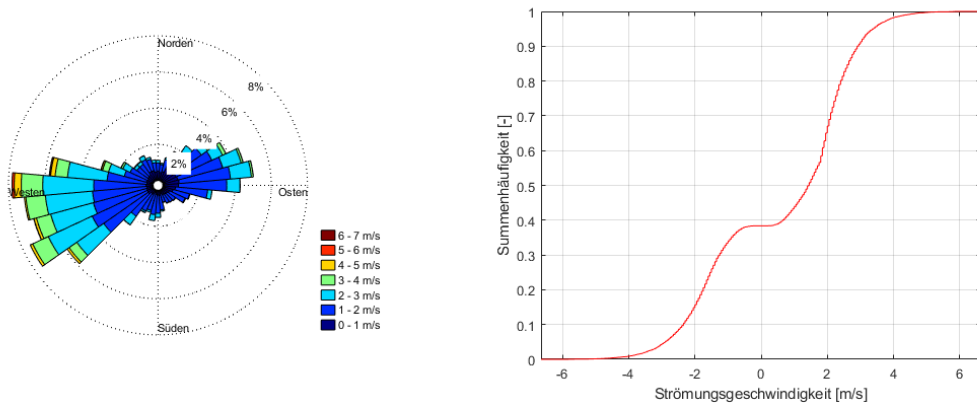 Norden
8%
6%
4%
2%
Westen
Osten
Süden
6 - 7 m/s
5 - 6 m/s
4 - 5 m/s
3 - 4 m/s
2 - 3 m/s
1 - 2 m/s
0 - 1 m/s
Summenhäufigkeit [-]
1
0.9
0.8
0.7
0.6
0.5
0.4
0.3
0.2
0.1
0
-6 -4 -2 0 2 4 6
Strömungsgeschwindigkeit [m/s]